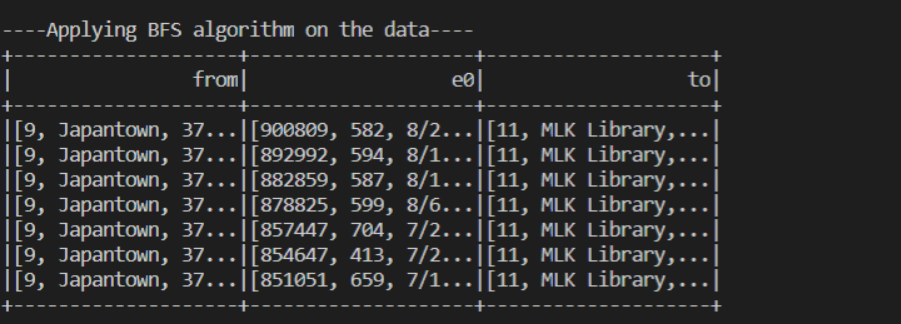 ----Applying BFS algorithm on the data----
+--------------------+--------------------+--------------------+
|                from|                  e0|                  to|
+--------------------+--------------------+--------------------+
|[9, Japantown, 37...|[900809, 582, 8/2...|[11, MLK Library,...|
|[9, Japantown, 37...|[892992, 594, 8/1...|[11, MLK Library,...|
|[9, Japantown, 37...|[882859, 587, 8/1...|[11, MLK Library,...|
|[9, Japantown, 37...|[878825, 599, 8/6...|[11, MLK Library,...|
|[9, Japantown, 37...|[857447, 704, 7/2...|[11, MLK Library,...|
|[9, Japantown, 37...|[854647, 413, 7/2...|[11, MLK Library,...|
|[9, Japantown, 37...|[851051, 659, 7/1...|[11, MLK Library,...|
+--------------------+--------------------+--------------------+